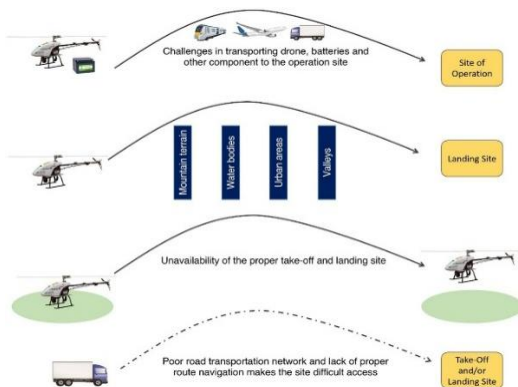 Challenges in transporting drone, batteries and
other component to the operation site
Site of
Operation
Mountain terrain
Water bodies
Urban areas
Valleys
Landing Site
Unavailability of the proper take-off and landing site
Poor road transportation network and lack of proper
route navigation makes the site difficult access
Take-Off
and/or
Landing Site